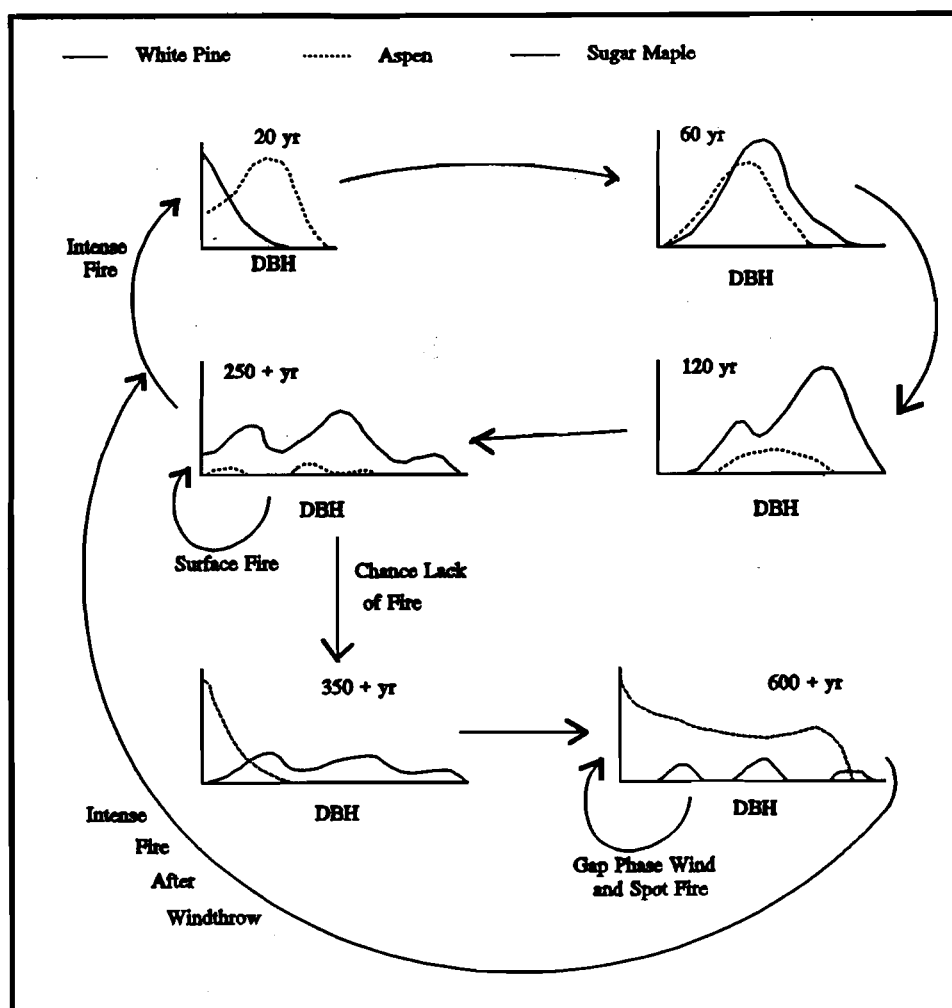 White Pine Aspen Sugar Maple
20 yr
60 yr
DBH
DBH
Intense
Fire
250 + yr
120 yr
DBH
DBH
Surface Fire
Chance Lack
of Fire
350 + yr
600 + yr
DBH
DBH
Intense
Fire
After
Windthrow
Gap Phase Wind
and Spot Fire